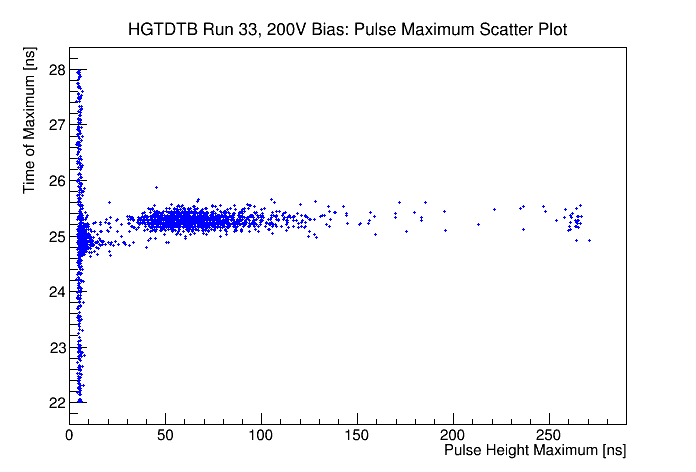 HGTDTB Run 33, 200V Bias: Pulse Maximum Scatter Plot
Time of Maximum [ns]
28
27
26
25
24
23
22
0 50 100 150 200 250
Pulse Height Maximum [ns]